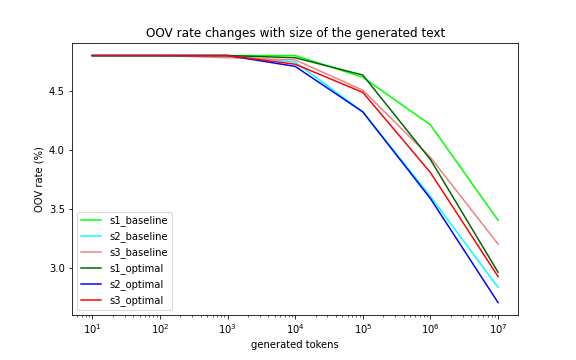 OOV rate changes with size of the generated text
OOV rate (%)
4.5
4.0
3.5
3.0
s1_baseline
s2_baseline
s3_baseline
s1_optimal
s2_optimal
s3_optimal
10¹ 10² 10³ 10⁴ 10⁵ 10⁶ 10⁷
generated tokens